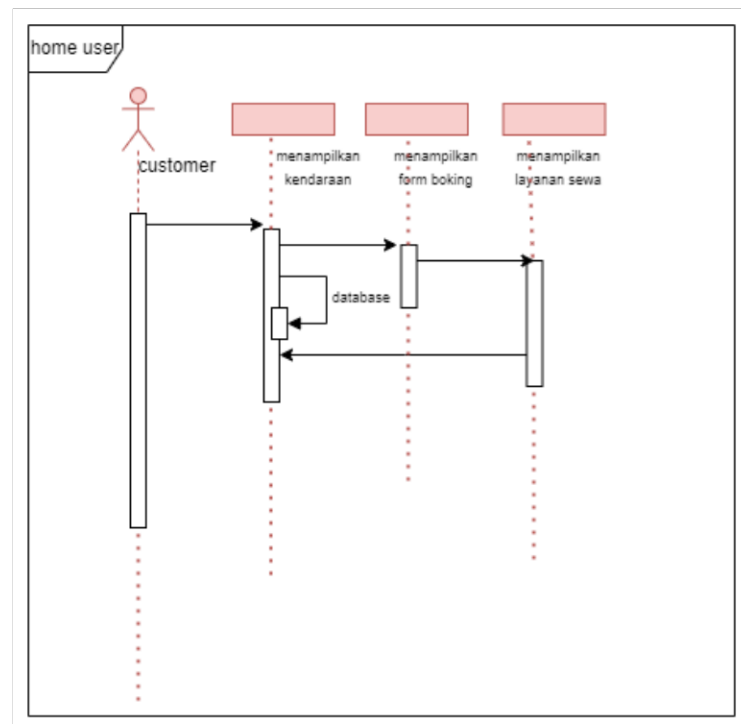 home user
customer
menampilkan
kendaraan
menampilkan
form boking
menampilkan
layanan sewa
database